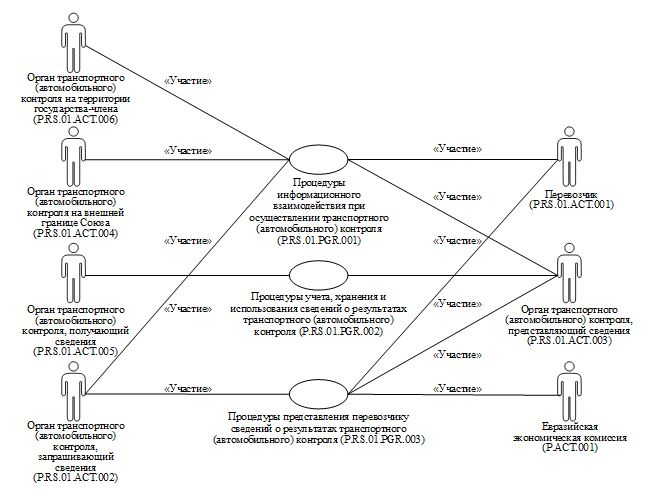 «Участие»
Орган транспортного
(автомобильного)
контроля на территории
государства-члена
(P.RS.01.ACT.006)
«Участие»
«Участие»
Орган транспортного
(автомобильного)
контроля на внешней
границе Союза
(P.RS.01.ACT.004)
Процедуры
информационного
взаимодействия при
осуществлении транспортного
(автомобильного) контроля
(P.RS.01.PGR.001)
Перевозчик
(P.RS.01.ACT.001)
«Участие»
«Участие»
«Участие»
Орган транспортного
(автомобильного)
контроля, получающий
сведения
(P.RS.01.ACT.005)
Процедуры учета, хранения и
использования сведений о результатах
транспортного (автомобильного)
контроля (P.RS.01.PGR.002)
Орган транспортного
(автомобильного) контроля,
представляющий сведения
(P.RS.01.ACT.003)
«Участие»
«Участие»
«Участие»
«Участие»
«Участие»
Орган транспортного
(автомобильного)
контроля,
запрашивающий
сведения
(P.RS.01.ACT.002)
Процедуры представления перевозчику
сведений о результатах транспортного
(автомобильного) контроля (P.RS.01.PGR.003)
Евразийская
экономическая комиссия
(P.ACT.001)